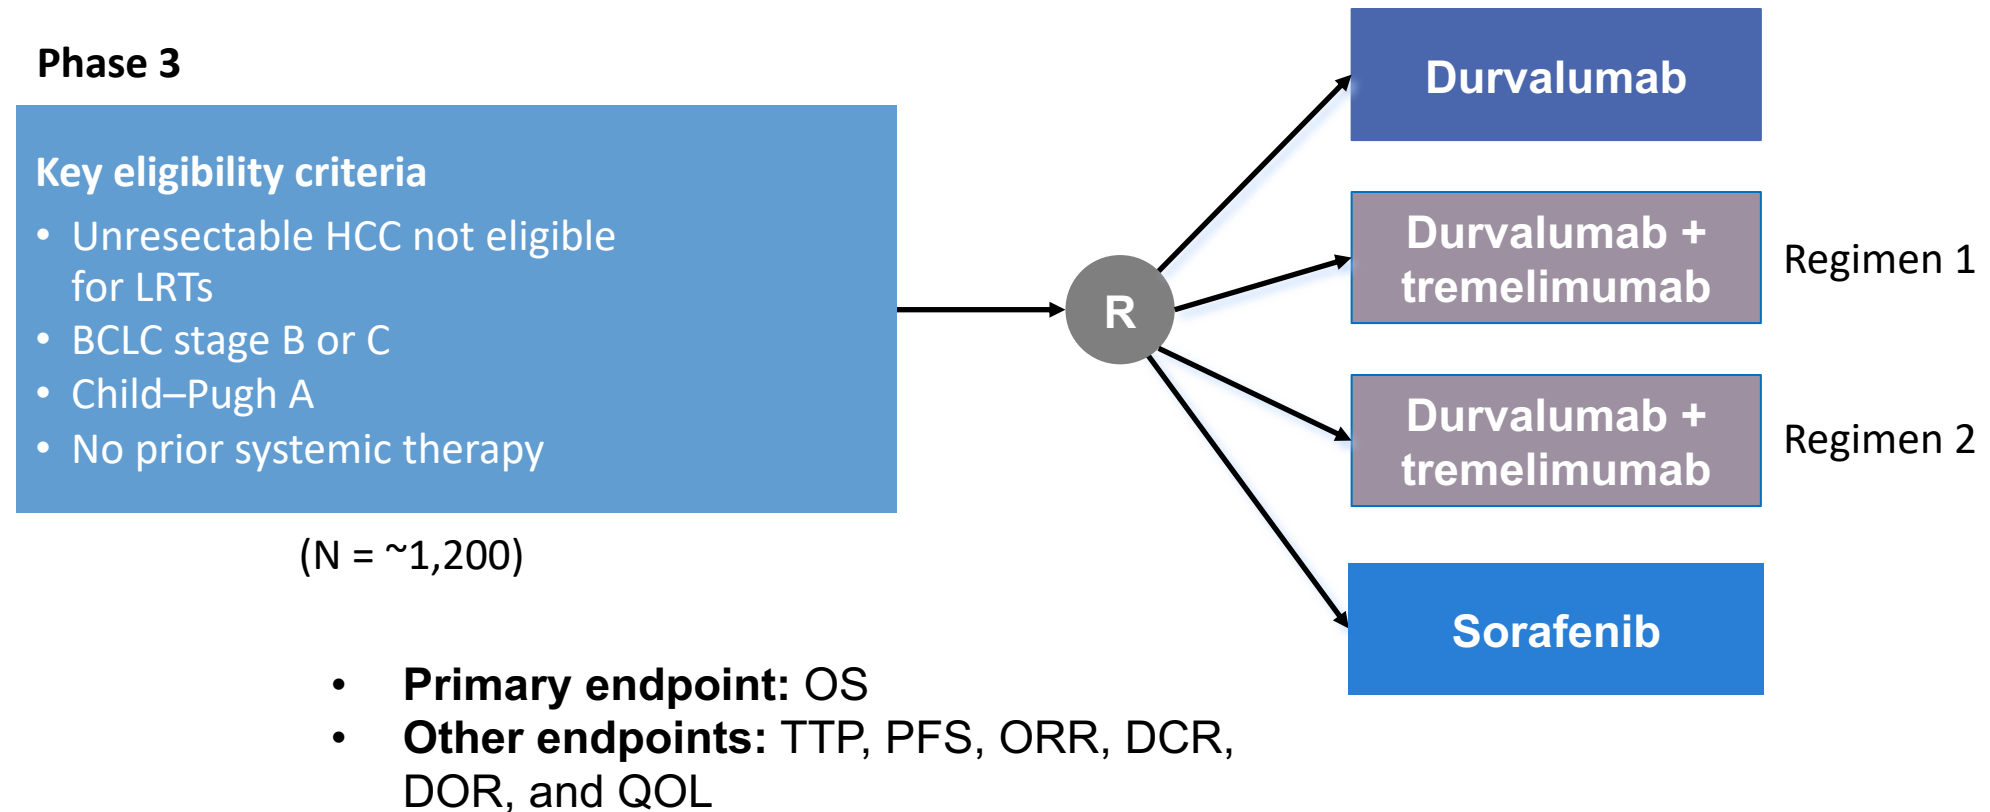 Phase 3
Key eligibility criteria
• Unresectable HCC not eligible
for LRTs
• BCLC stage B or C
• Child–Pugh A
• No prior systemic therapy
(N = ~1,200)
R
Durvalumab
Durvalumab +
tremelimumab
Regimen 1
Durvalumab +
tremelimumab
Regimen 2
Sorafenib
• Primary endpoint: OS
• Other endpoints: TTP, PFS, ORR, DCR,
DOR, and QOL